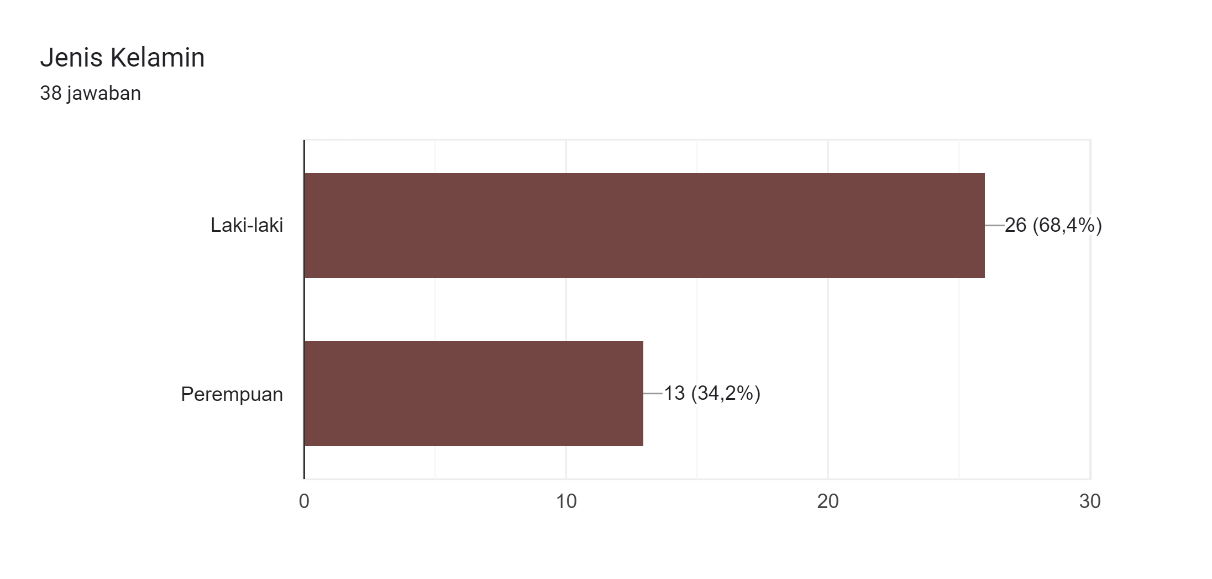 Jenis Kelamin
38 jawaban
Laki-laki
26 (68,4%)
Perempuan
13 (34,2%)
0 10 20 30